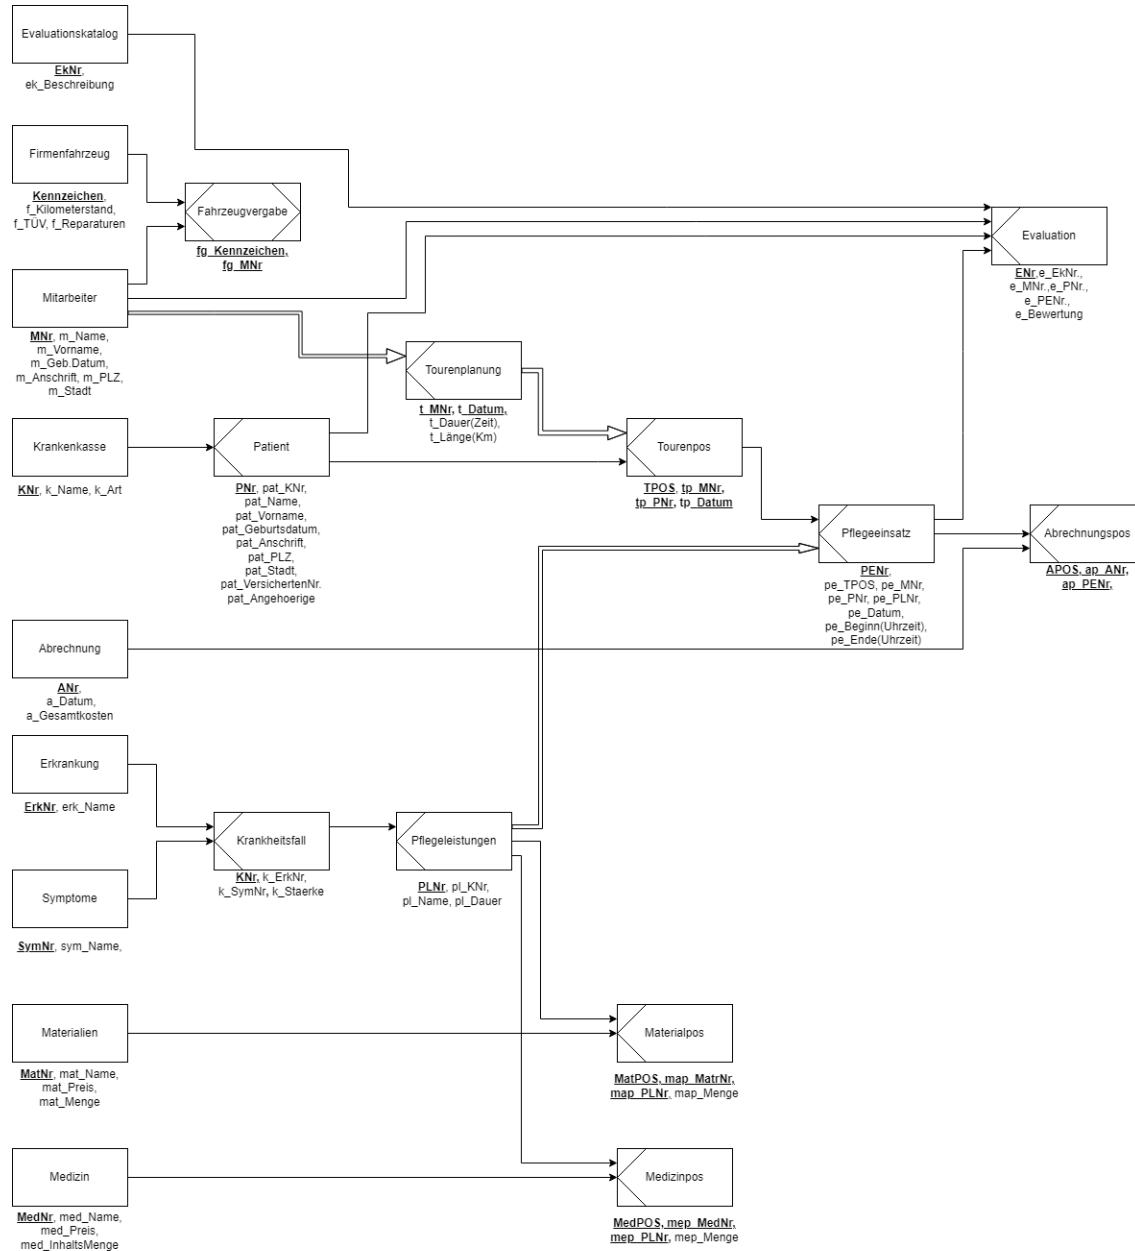 Evaluationskatalog
EkNr,
ek_Beschreibung
Firmenfahrzeug
Kennzeichen,
f_Kilometerstand,
f_TÜV, f_Reparaturen
Fahrzeugvergabe
fg_Kennzeichen,
fg_MNr
Evaluation
ENr,e_EkNr.,
e_MNr.,e_PNr.,
e_PENr.,
e_Bewertung
Mitarbeiter
MNr, m_Name,
m_Vorname,
m_Geb.Datum,
m_Anschrift, m_PLZ,
m_Stadt
Tourenplanung
t_MNr, t_Datum,
t_Dauer(Zeit),
t_Länge(Km)
Krankenkasse
KNr, k_Name, k_Art
Patient
PNr, pat_KNr,
pat_Name,
pat_Vorname,
pat_Geburtsdatum,
pat_Anschrift,
pat_PLZ,
pat_Stadt,
pat_VersichertenNr.
pat_Angehoerige
Tourenpos
TPOS, tp_MNr,
tp_PNr, tp_Datum
Pflegeeinsatz
PENr,
pe_TPOS, pe_MNr,
pe_PNr, pe_PLNr,
pe_Datum,
pe_Beginn(Uhrzeit),
pe_Ende(Uhrzeit)
Abrechnungspos
APOS, ap_ANr,
ap_PENr,
Abrechnung
ANr,
a_Datum,
a_Gesamtkosten
Erkrankung
ErkNr, erk_Name
Krankheitsfall
KNr, k_ErkNr,
k_SymNr, k_Staerke
Pflegeleistungen
PLNr, pl_KNr,
pl_Name, pl_Dauer
Symptome
SymNr, sym_Name,
Materialien
MatNr, mat_Name,
mat_Preis,
mat_Menge
Materialpos
MatPOS, map_MatrNr,
map_PLNr, map_Menge
Medizin
MedNr, med_Name,
med_Preis,
med_InhaltsMenge
Medizinpos
MedPOS, mep_MedNr,
mep_PLNr, mep_Menge